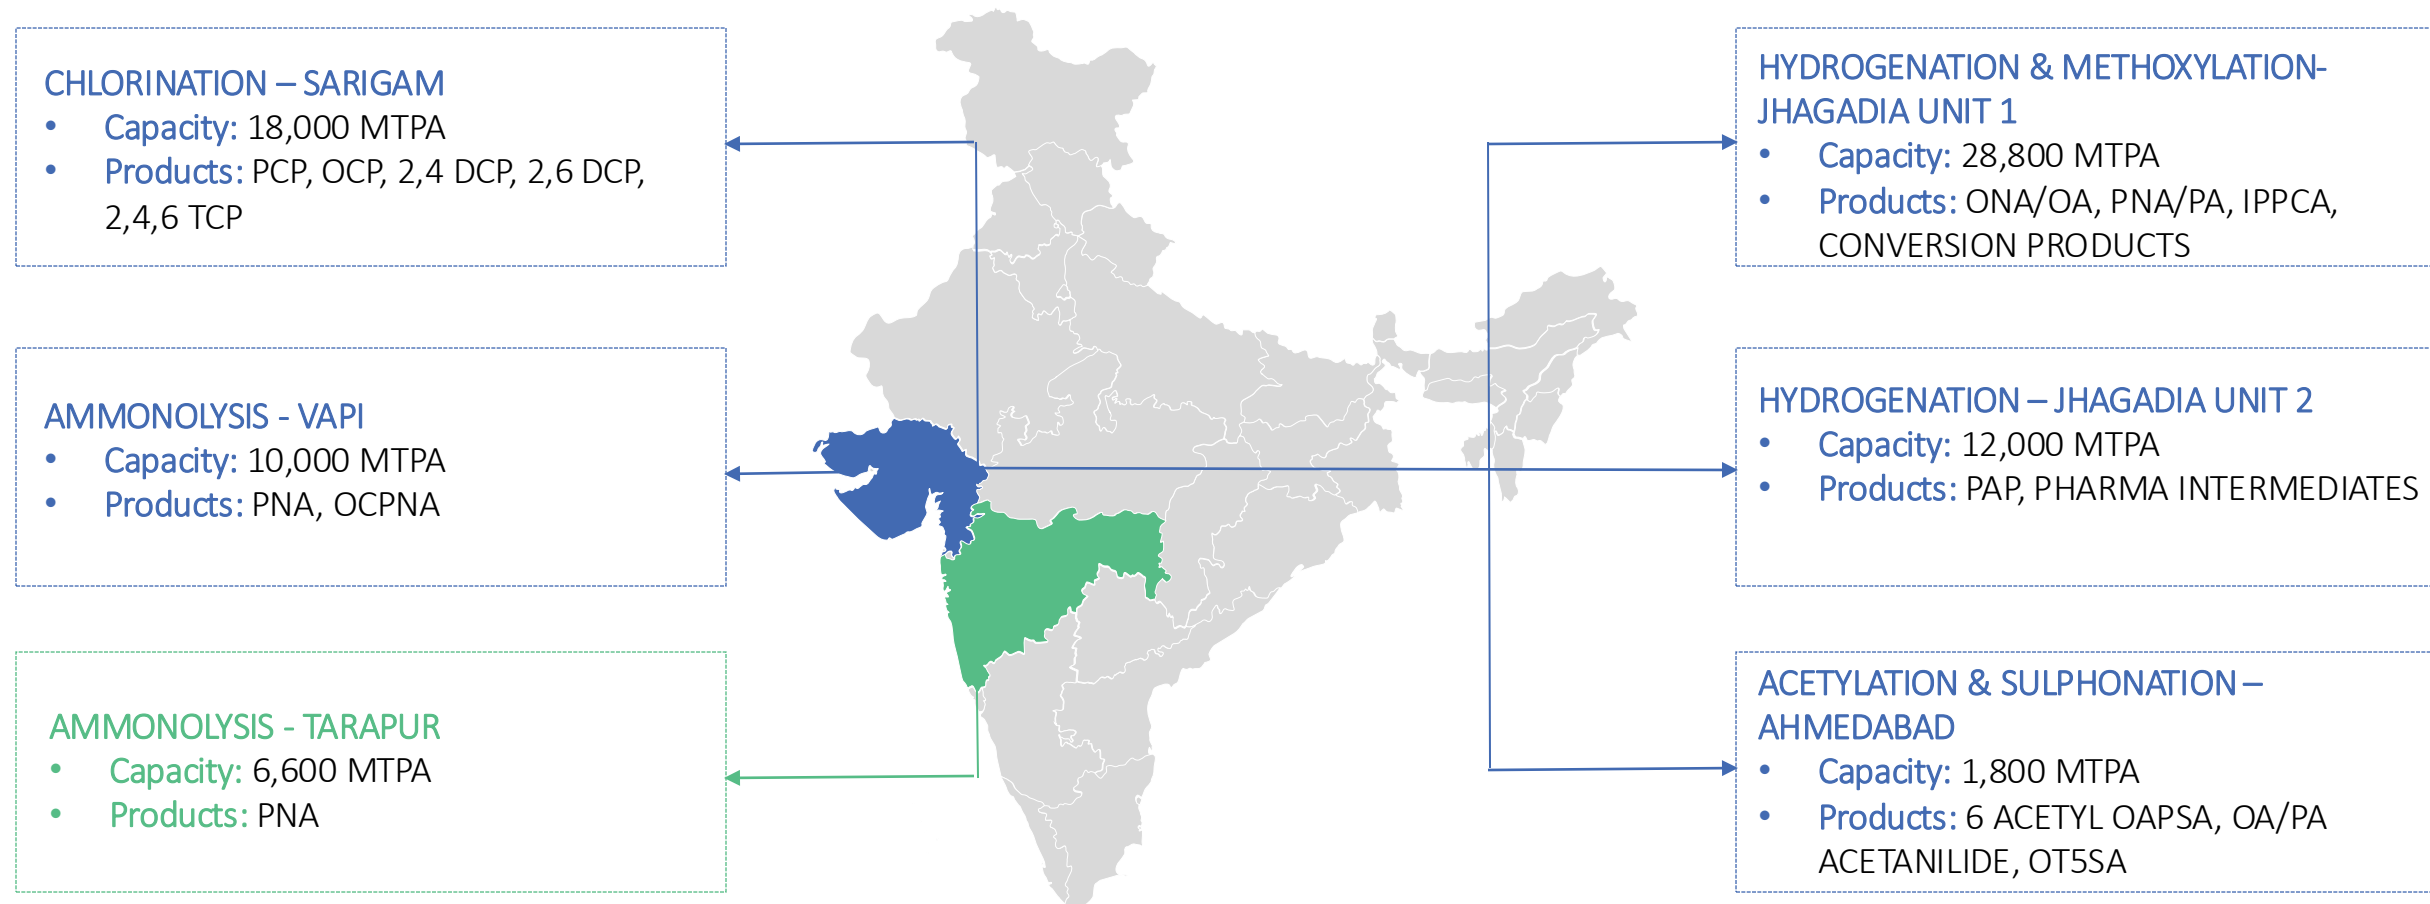 CHLORINATION – SARIGAM
• Capacity: 18,000 MTPA
• Products: PCP, OCP, 2,4 DCP, 2,6 DCP,
2,4,6 TCP
AMMONOLYSIS - VAPI
• Capacity: 10,000 MTPA
• Products: PNA, OCPNA
AMMONOLYSIS - TARAPUR
• Capacity: 6,600 MTPA
• Products: PNA
HYDROGENATION & METHOXYLATION-
JHAGADIA UNIT 1
• Capacity: 28,800 MTPA
• Products: ONA/OA, PNA/PA, IPPCA,
CONVERSION PRODUCTS
HYDROGENATION – JHAGADIA UNIT 2
• Capacity: 12,000 MTPA
• Products: PAP, PHARMA INTERMEDIATES
ACETYLATION & SULPHONATION –
AHMEDABAD
• Capacity: 1,800 MTPA
• Products: 6 ACETYL OAPSA, OA/PA
ACETANILIDE, OT5SA